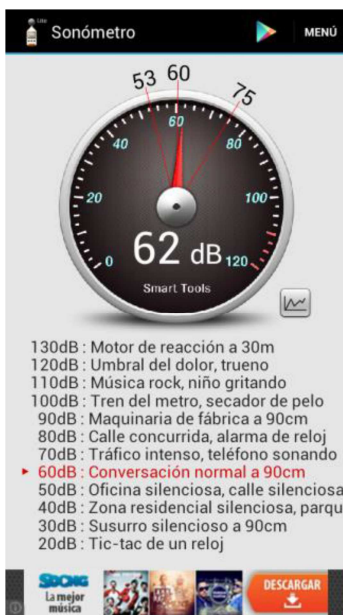 Lite
Sonómetro
MENÚ
53 60 75
0 20 40 60 80 100 120
62 dB
Smart Tools
130dB : Motor de reacción a 30m
120dB : Umbral del dolor, trueno
110dB : Música rock, niño gritando
100dB : Tren del metro, secador de pelo
90dB : Maquinaria de fábrica a 90cm
80dB : Calle concurrida, alarma de reloj
70dB : Tráfico intenso, teléfono sonando
60dB : Conversación normal a 90cm
50dB : Oficina silenciosa, calle silenciosa
40dB : Zona residencial silenciosa, parqu
30dB : Susurro silencioso a 90cm
20dB : Tic-tac de un reloj
La mejor
música
DESCARGAR